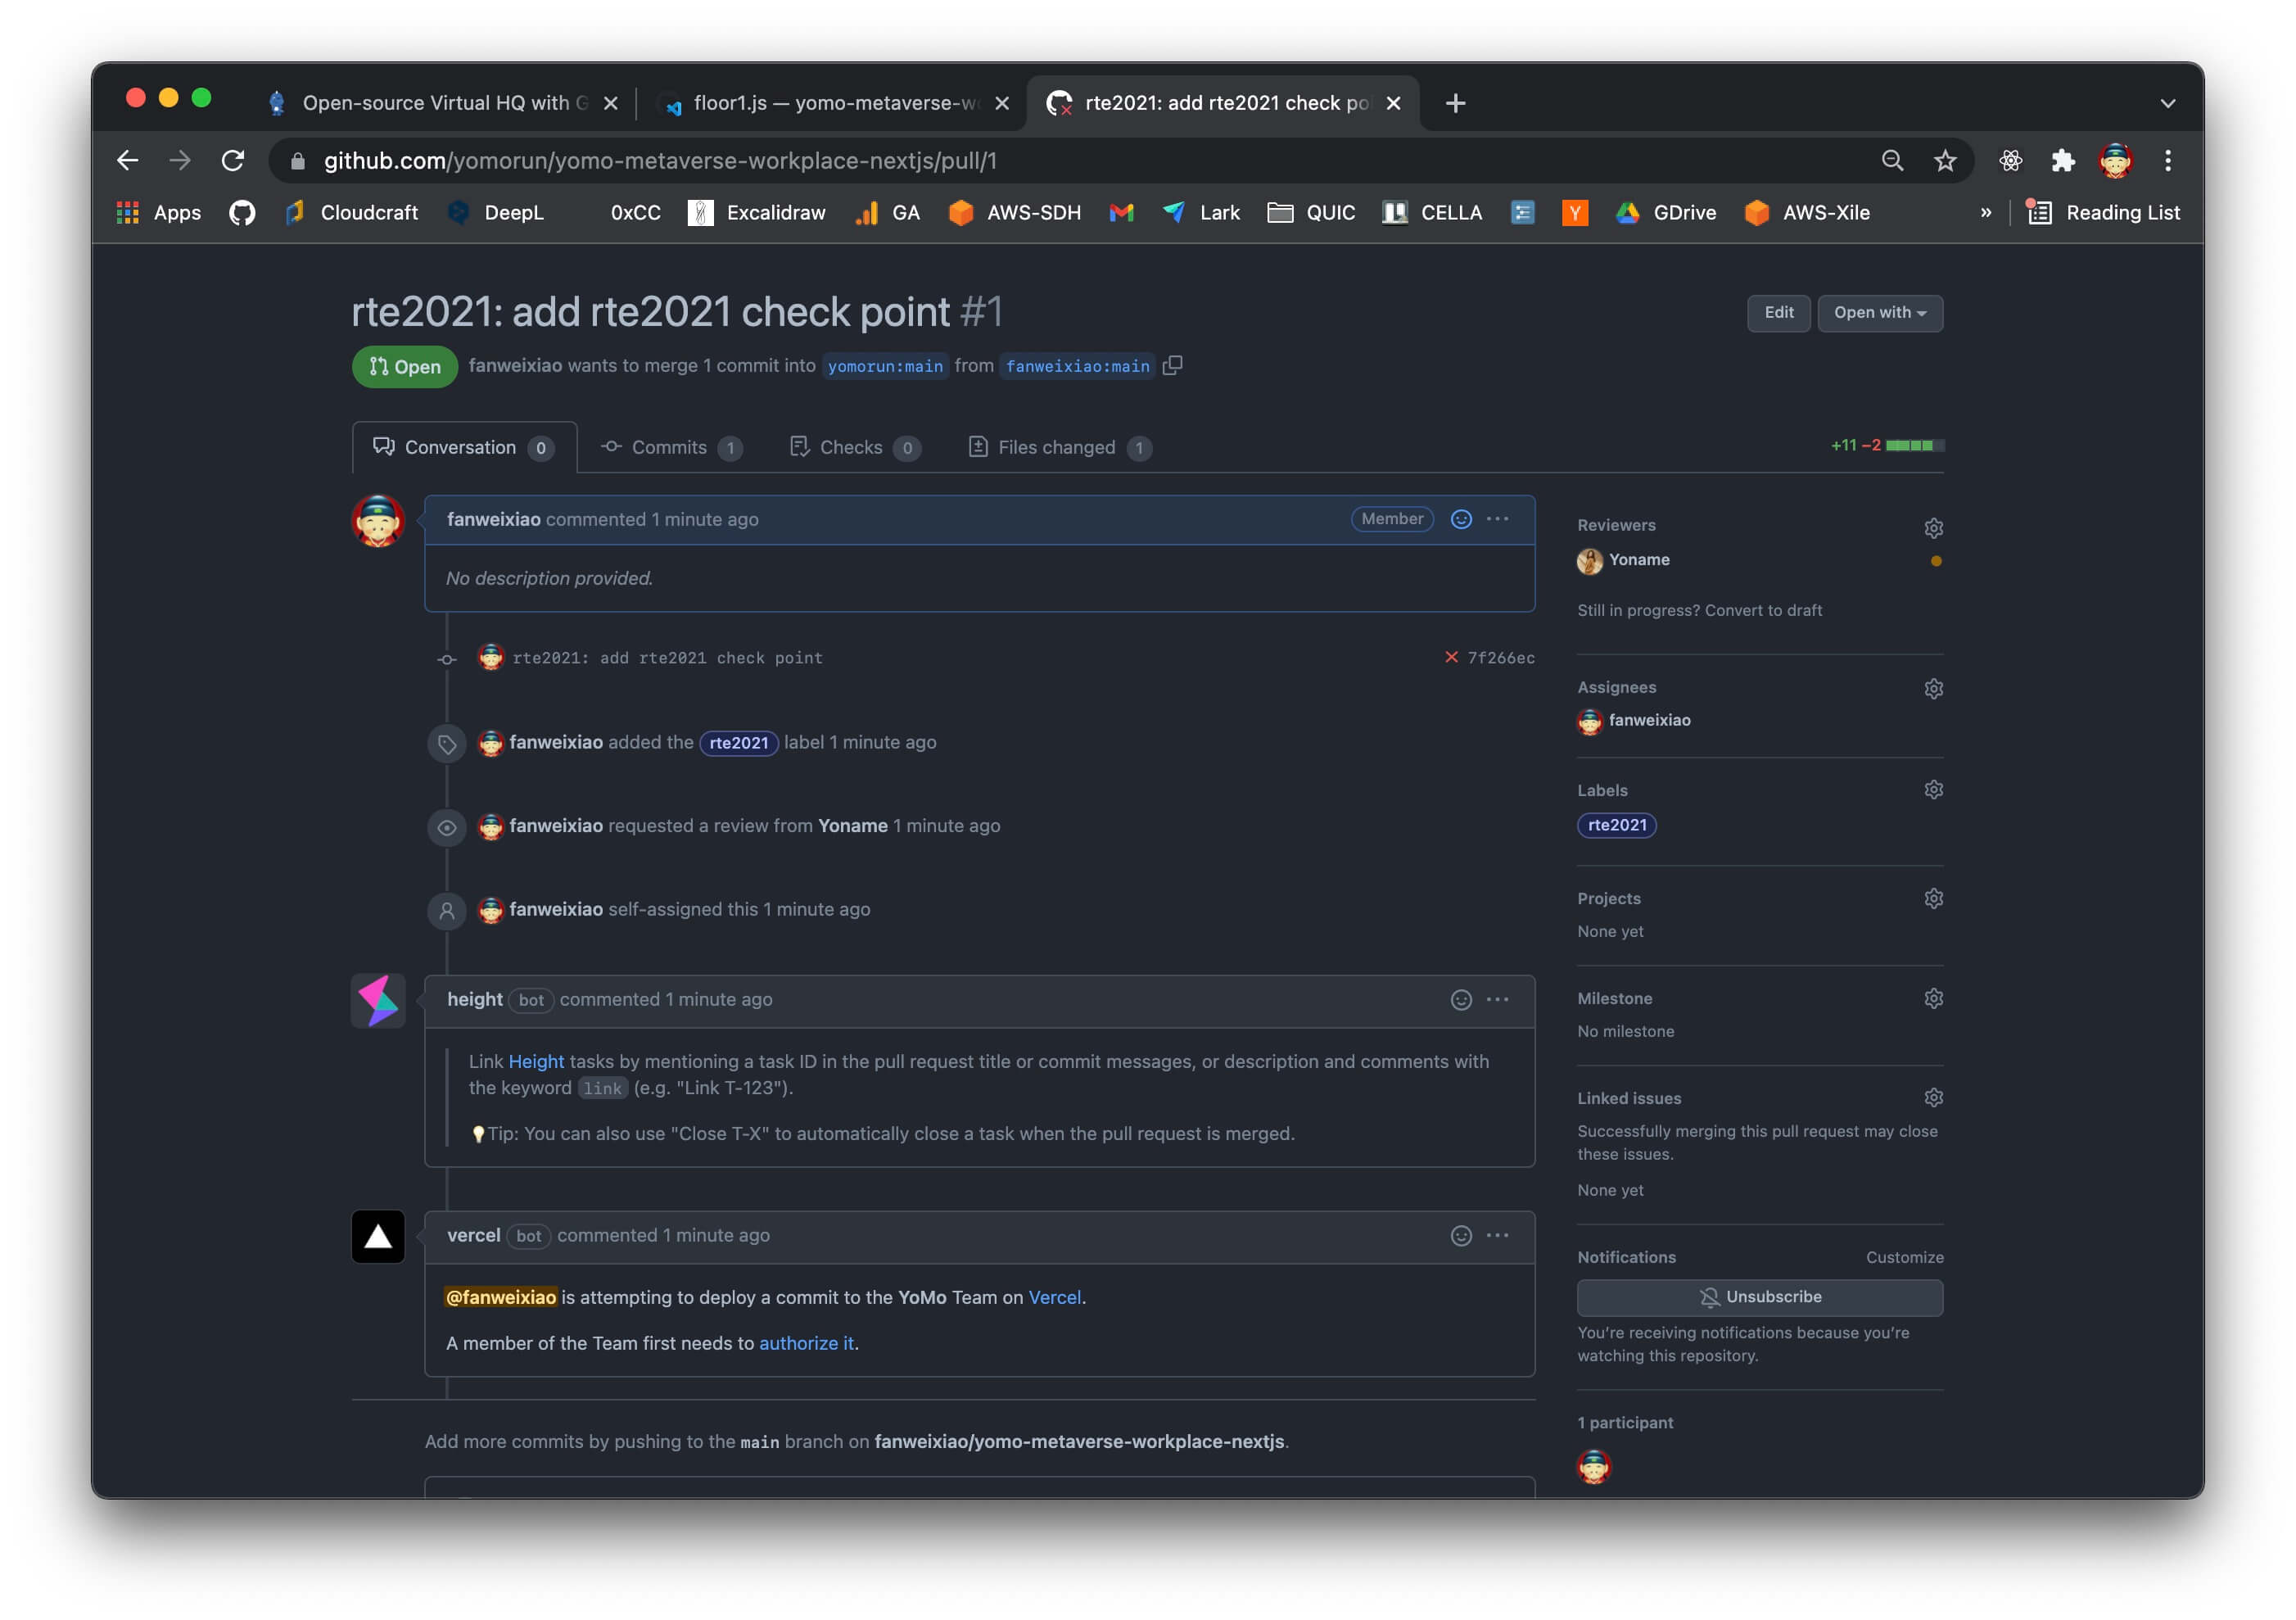 Open-source Virtual HQ with G
floor1.js — yomo-metaverse-w
rte2021: add rte2021 check po
github.com/yomorun/yomo-metaverse-workplace-nextjs/pull/1
Apps Cloudcraft DeepL 0xCC Excalidraw GA AWS-SDH Lark QUIC CELLA Y GDrive AWS-Xile » Reading List
rte2021: add rte2021 check point #1
Edit Open with
Open fanweixiao wants to merge 1 commit into yomorun:main from fanweixiao:main
Conversation 0 Commits 1 Checks 0 Files changed 1
+11 −2
fanweixiao commented 1 minute ago Member ...
No description provided.
rte2021: add rte2021 check point 7f266ec
fanweixiao added the rte2021 label 1 minute ago
fanweixiao requested a review from Yoname 1 minute ago
fanweixiao self-assigned this 1 minute ago
height bot commented 1 minute ago ...
Link Height tasks by mentioning a task ID in the pull request title or commit messages, or description and comments with
the keyword link (e.g. "Link T-123").
Tip: You can also use "Close T-X" to automatically close a task when the pull request is merged.
vercel bot commented 1 minute ago ...
@fanweixiao is attempting to deploy a commit to the YoMo Team on Vercel.
A member of the Team first needs to authorize it.
Add more commits by pushing to the main branch on fanweixiao/yomo-metaverse-workplace-nextjs.
Reviewers
Yoname
Still in progress? Convert to draft
Assignees
fanweixiao
Labels
rte2021
Projects
None yet
Milestone
No milestone
Linked issues
Successfully merging this pull request may close
these issues.
None yet
Notifications Customize
Unsubscribe
You're receiving notifications because you're
watching this repository.
1 participant